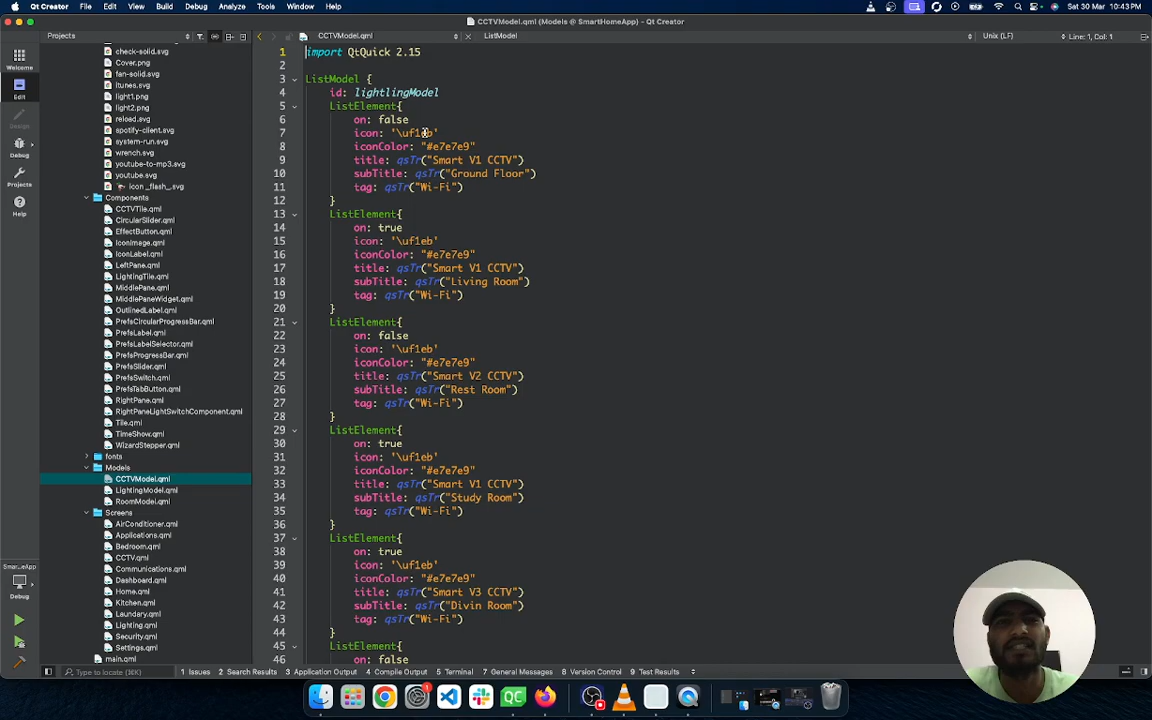 Qt Creator File Edit View Build Debug Analyze Tools Window Help Sat 30 Mar 10:43 PM
CCTVModel.qml (Models @ SmartHomeApp) - Qt Creator
Projects CCTVModel.qml ListModel Unix (LF) Line: 1, Col: 1
Welcome
Edit
Design
Debug
Projects
Help
Smar...eApp
Debug
check-solid.svg
Cover.png
fan-solid.svg
itunes.svg
light1.png
light2.png
reload.svg
spotify-client.svg
system-run.svg
wrench.svg
youtube-to-mp3.svg
youtube.svg
icon _flash_.svg
Components
CCTVTile.qml
CircularSlider.qml
EffectButton.qml
IconImage.qml
IconLabel.qml
LeftPane.qml
LightingTile.qml
MiddlePane.qml
MiddlePaneWidget.qml
OutlinedLabel.qml
PrefsCircularProgressBar.qml
PrefsLabel.qml
PrefsLabelSelector.qml
PrefsProgressBar.qml
PrefsSlider.qml
PrefsSwitch.qml
PrefsTabButton.qml
RightPane.qml
RightPaneLightSwitchComponent.qml
Tile.qml
TimeShow.qml
WizardStepper.qml
fonts
Models
CCTVModel.qml
LightingModel.qml
RoomModel.qml
Screens
AirConditioner.qml
Applications.qml
Bedroom.qml
CCTV.qml
Communications.qml
Dashboard.qml
Home.qml
Kitchen.qml
Laundary.qml
Lighting.qml
Security.qml
Settings.qml
main.qml
1 import QtQuick 2.15
2
3 ListModel {
4 id: lightlingModel
5 ListElement{
6 on: false
7 icon: '\uf1eb'
8 iconColor: "#e7e7e9"
9 title: qsTr("Smart V1 CCTV")
10 subTitle: qsTr("Ground Floor")
11 tag: qsTr("Wi-Fi")
12 }
13 ListElement{
14 on: true
15 icon: '\uf1eb'
16 iconColor: "#e7e7e9"
17 title: qsTr("Smart V1 CCTV")
18 subTitle: qsTr("Living Room")
19 tag: qsTr("Wi-Fi")
20 }
21 ListElement{
22 on: false
23 icon: '\uf1eb'
24 iconColor: "#e7e7e9"
25 title: qsTr("Smart V2 CCTV")
26 subTitle: qsTr("Rest Room")
27 tag: qsTr("Wi-Fi")
28 }
29 ListElement{
30 on: true
31 icon: '\uf1eb'
32 iconColor: "#e7e7e9"
33 title: qsTr("Smart V1 CCTV")
34 subTitle: qsTr("Study Room")
35 tag: qsTr("Wi-Fi")
36 }
37 ListElement{
38 on: true
39 icon: '\uf1eb'
40 iconColor: "#e7e7e9"
41 title: qsTr("Smart V3 CCTV")
42 subTitle: qsTr("Divin Room")
43 tag: qsTr("Wi-Fi")
44 }
45 ListElement{
46 on: false
Type to locate (⌘K) 1 Issues 2 Search Results 3 Application Output 4 Compile Output 5 Terminal 7 General Messages 8 Version Control 9 Test Results
QC